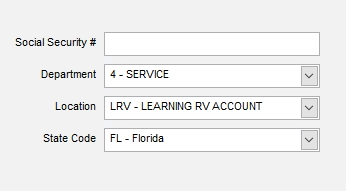 Social Security #
Department 4 - SERVICE
Location LRV - LEARNING RV ACCOUNT
State Code FL - Florida